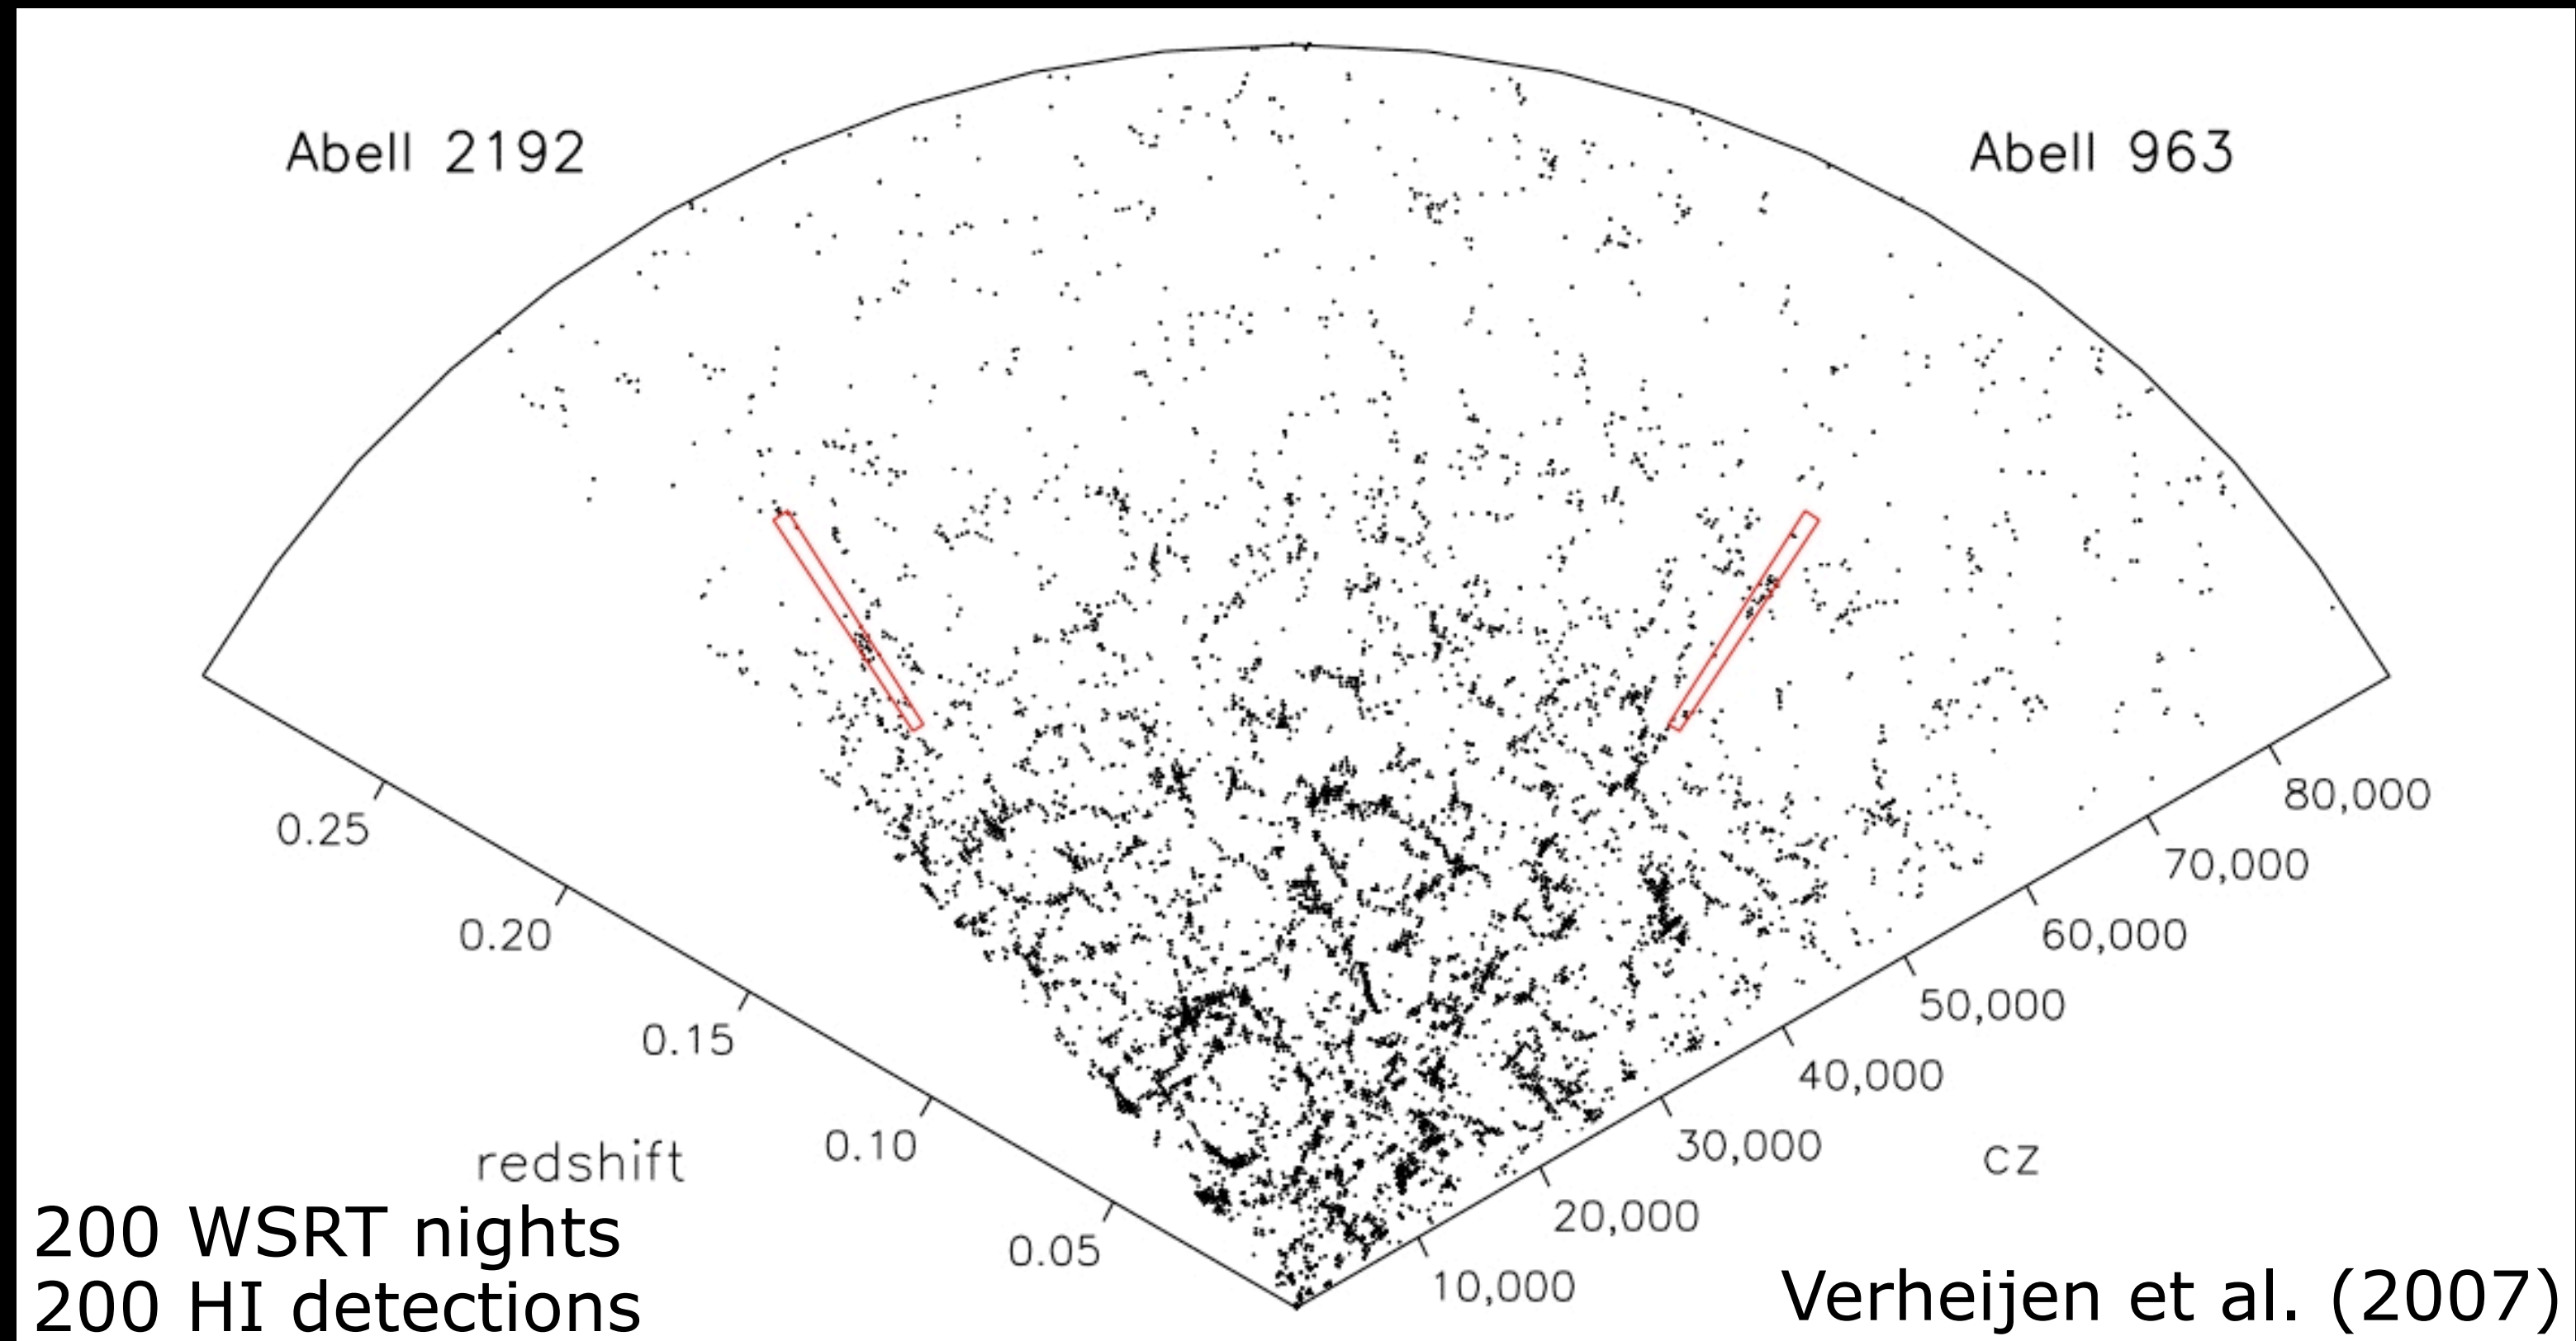 Abell 2192
Abell 963
0.25
0.20
0.15
0.10
0.05
redshift
80,000
70,000
60,000
50,000
40,000
30,000
20,000
10,000
cz
200 WSRT nights
200 HI detections
Verheijen et al. (2007)